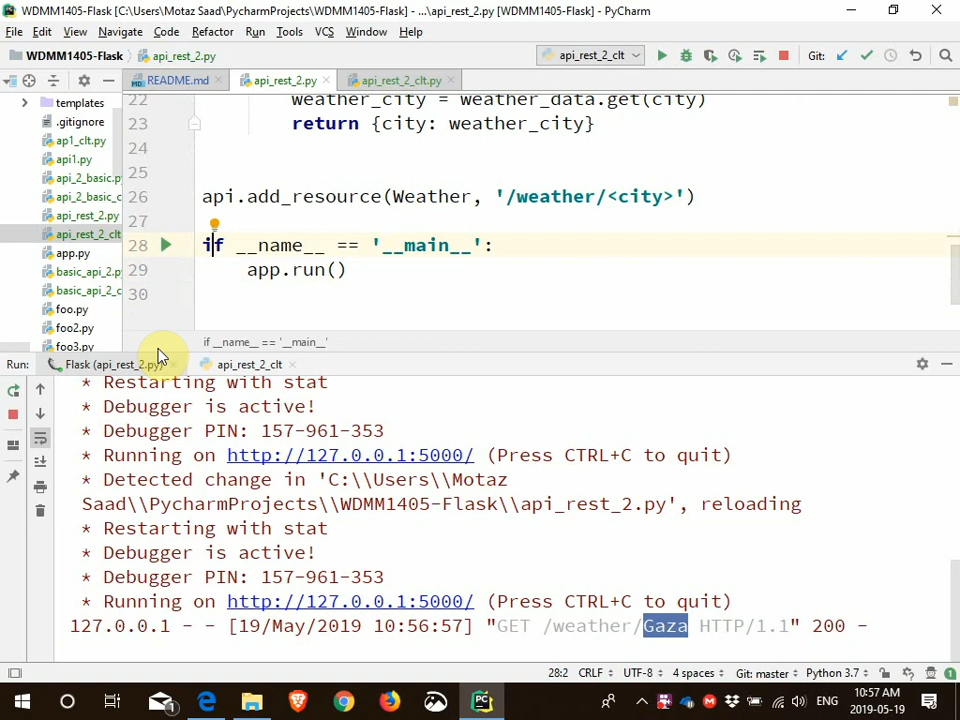 WDMM1405-Flask [C:\Users\Motaz Saad\PycharmProjects\WDMM1405-Flask] - ...\api_rest_2.py [WDMM1405-Flask] - PyCharm
File Edit View Navigate Code Refactor Run Tools VCS Window Help
WDMM1405-Flask api_rest_2.py api_rest_2_clt Git:
README.md api_rest_2.py api_rest_2_clt.py
templates
.gitignore
ap1_clt.py
api1.py
api_2_basic.py
api_2_basic_c
api_rest_2.py
api_rest_2_clt
app.py
basic_api_2.p
basic_api_2_c
foo.py
foo2.py
foo3.py
22 weather_city = weather_data.get(city)
23 return {city: weather_city}
24
25
26 api.add_resource(Weather, '/weather/<city>')
27
28 if __name__ == '__main__':
29 app.run()
30
if __name__ == '__main__'
Run: Flask (api_rest_2.py) api_rest_2_clt
* Restarting with stat
* Debugger is active!
* Debugger PIN: 157-961-353
* Running on http://127.0.0.1:5000/ (Press CTRL+C to quit)
* Detected change in 'C:\\Users\\Motaz
Saad\\PycharmProjects\\WDMM1405-Flask\\api_rest_2.py', reloading
* Restarting with stat
* Debugger is active!
* Debugger PIN: 157-961-353
* Running on http://127.0.0.1:5000/ (Press CTRL+C to quit)
127.0.0.1 - - [19/May/2019 10:56:57] "GET /weather/Gaza HTTP/1.1" 200 -
28:2 CRLF UTF-8 4 spaces Git: master Python 3.7 1
1 PC ENG 10:57 AM
2019-05-19